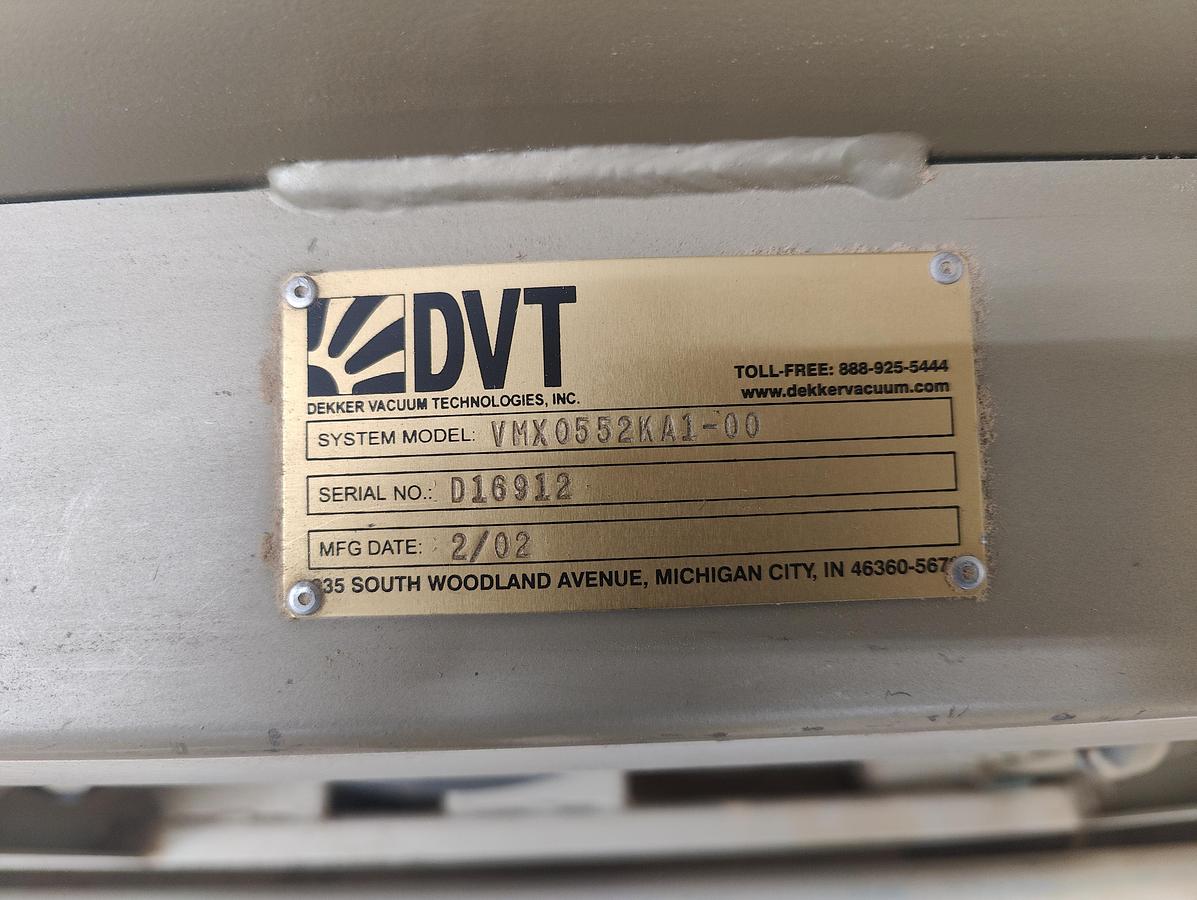 DVT
DEKKER VACUUM TECHNOLOGIES, INC.
TOLL-FREE: 888-925-5444
www.dekkervacuum.com
SYSTEM MODEL: VMX0552KA1-00
SERIAL NO.: D16912
MFG DATE: 2/02
SOUTH WOODLAND AVENUE, MICHIGAN CITY, IN